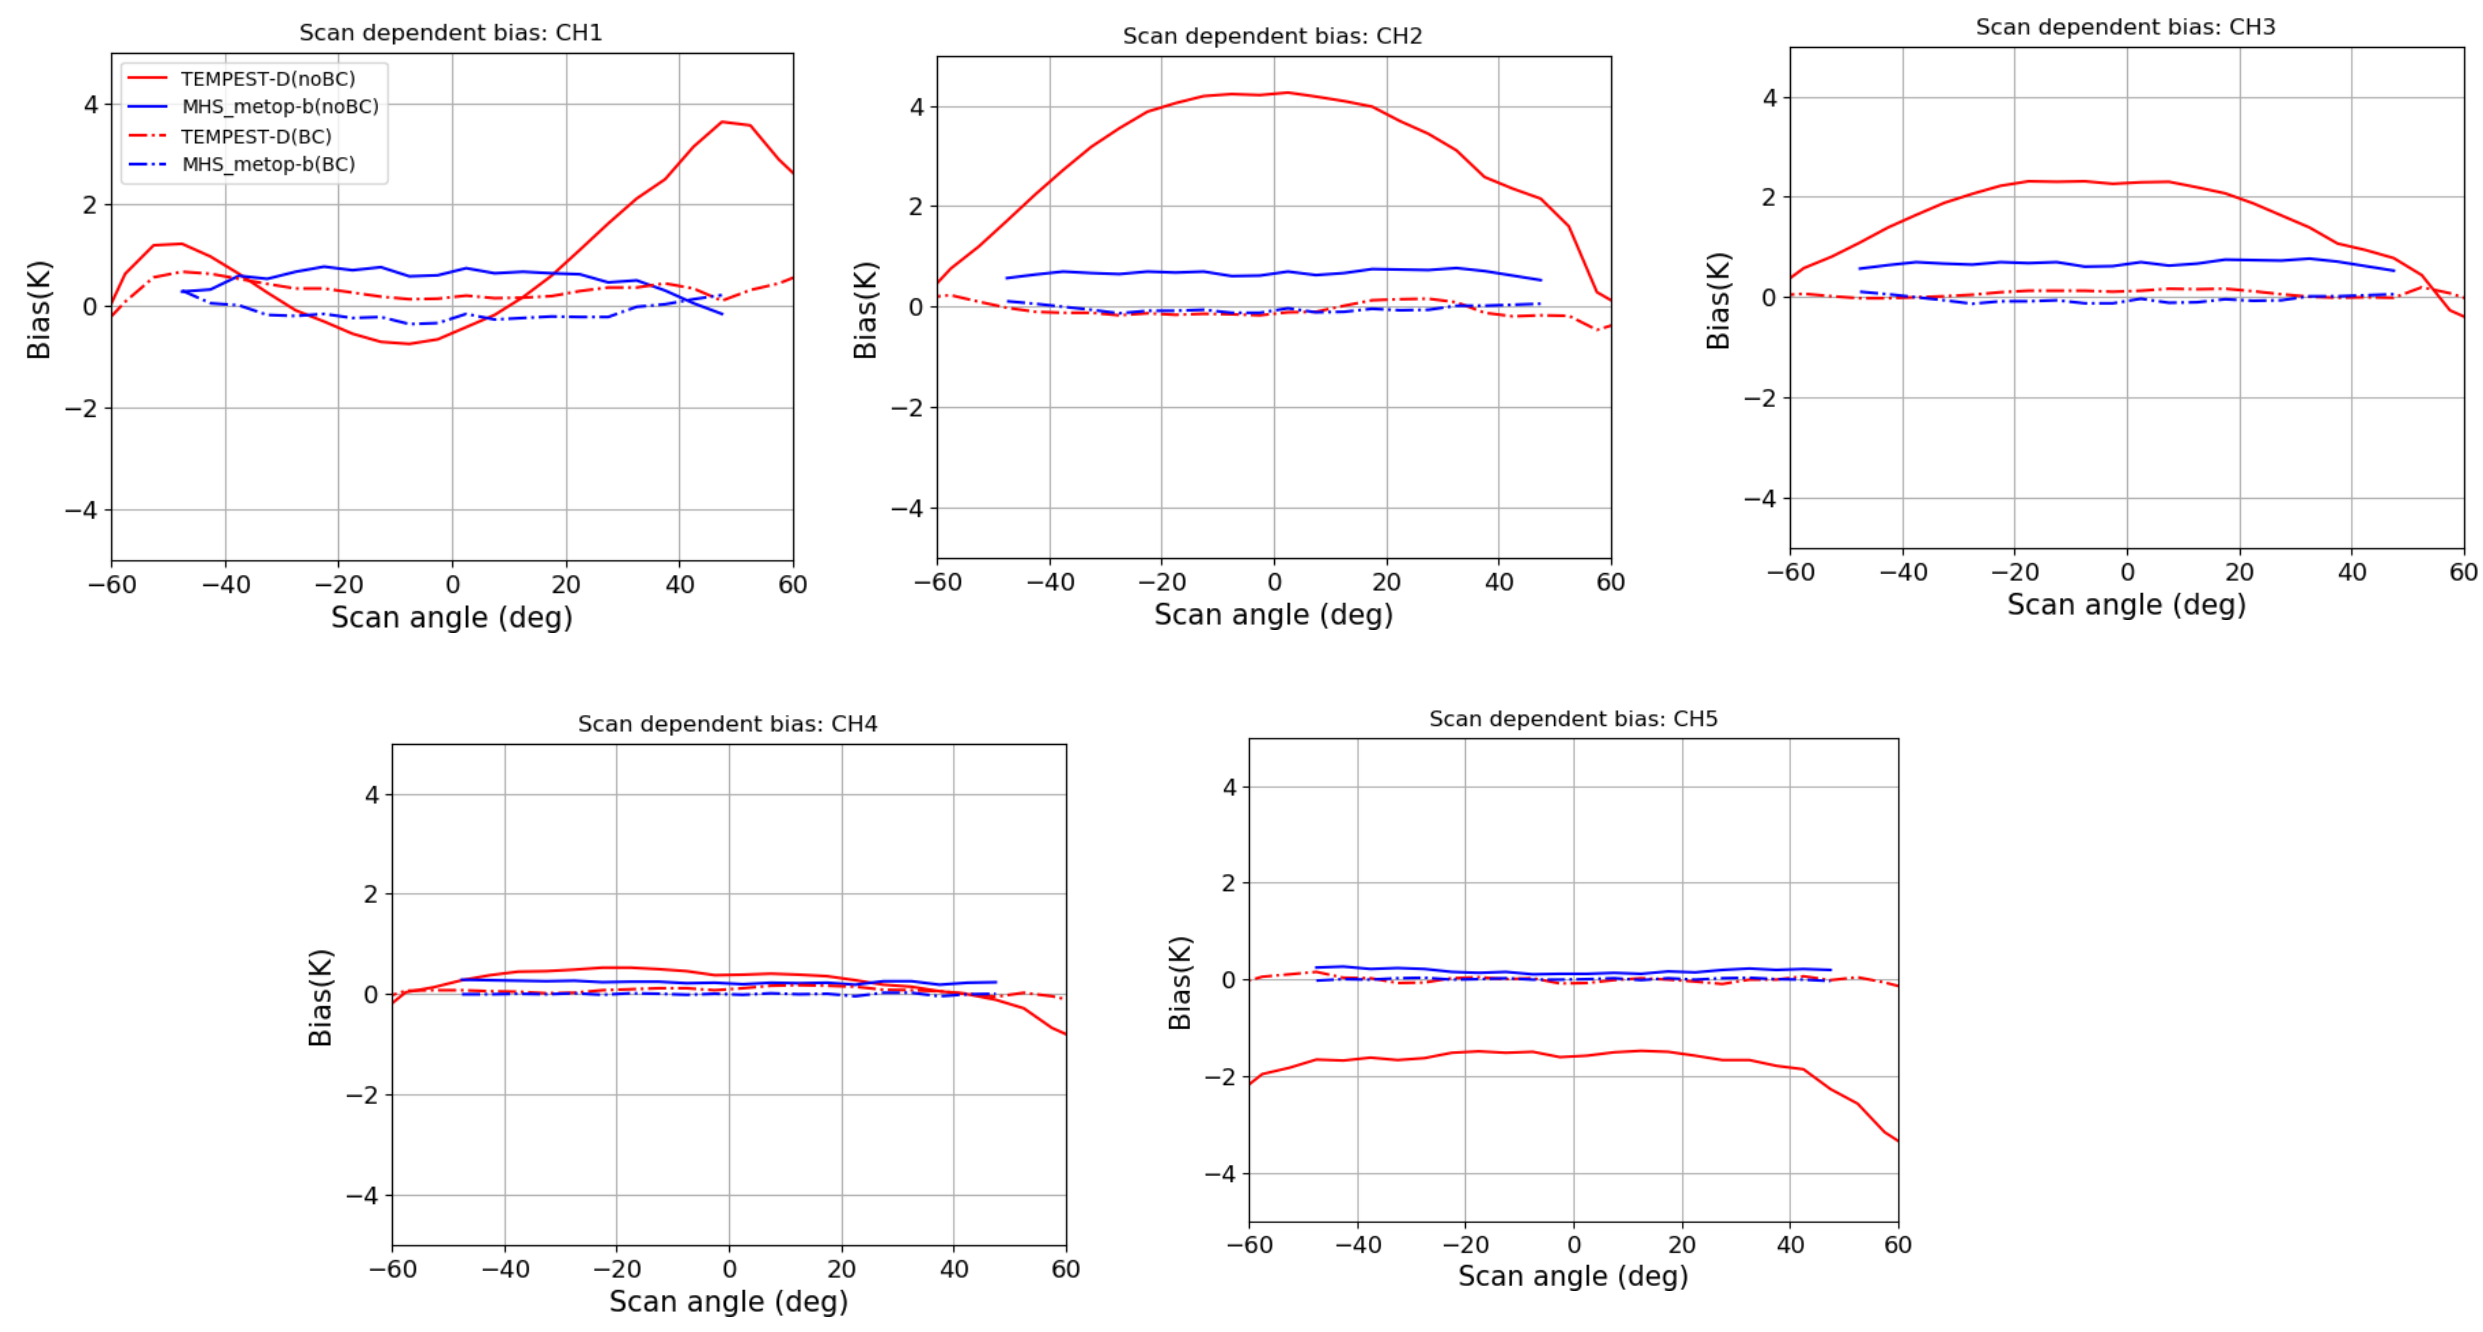 Scan dependent bias: CH1
TEMPEST-D(noBC)
MHS_metop-b(noBC)
TEMPEST-D(BC)
MHS_metop-b(BC)
4
2
0
−2
−4
Bias(K)
−60 −40 −20 0 20 40 60
Scan angle (deg)
Scan dependent bias: CH2
4
2
0
−2
−4
Bias(K)
−60 −40 −20 0 20 40 60
Scan angle (deg)
Scan dependent bias: CH3
4
2
0
−2
−4
Bias(K)
−60 −40 −20 0 20 40 60
Scan angle (deg)
Scan dependent bias: CH4
4
2
0
−2
−4
Bias(K)
−60 −40 −20 0 20 40 60
Scan angle (deg)
Scan dependent bias: CH5
4
2
0
−2
−4
Bias(K)
−60 −40 −20 0 20 40 60
Scan angle (deg)